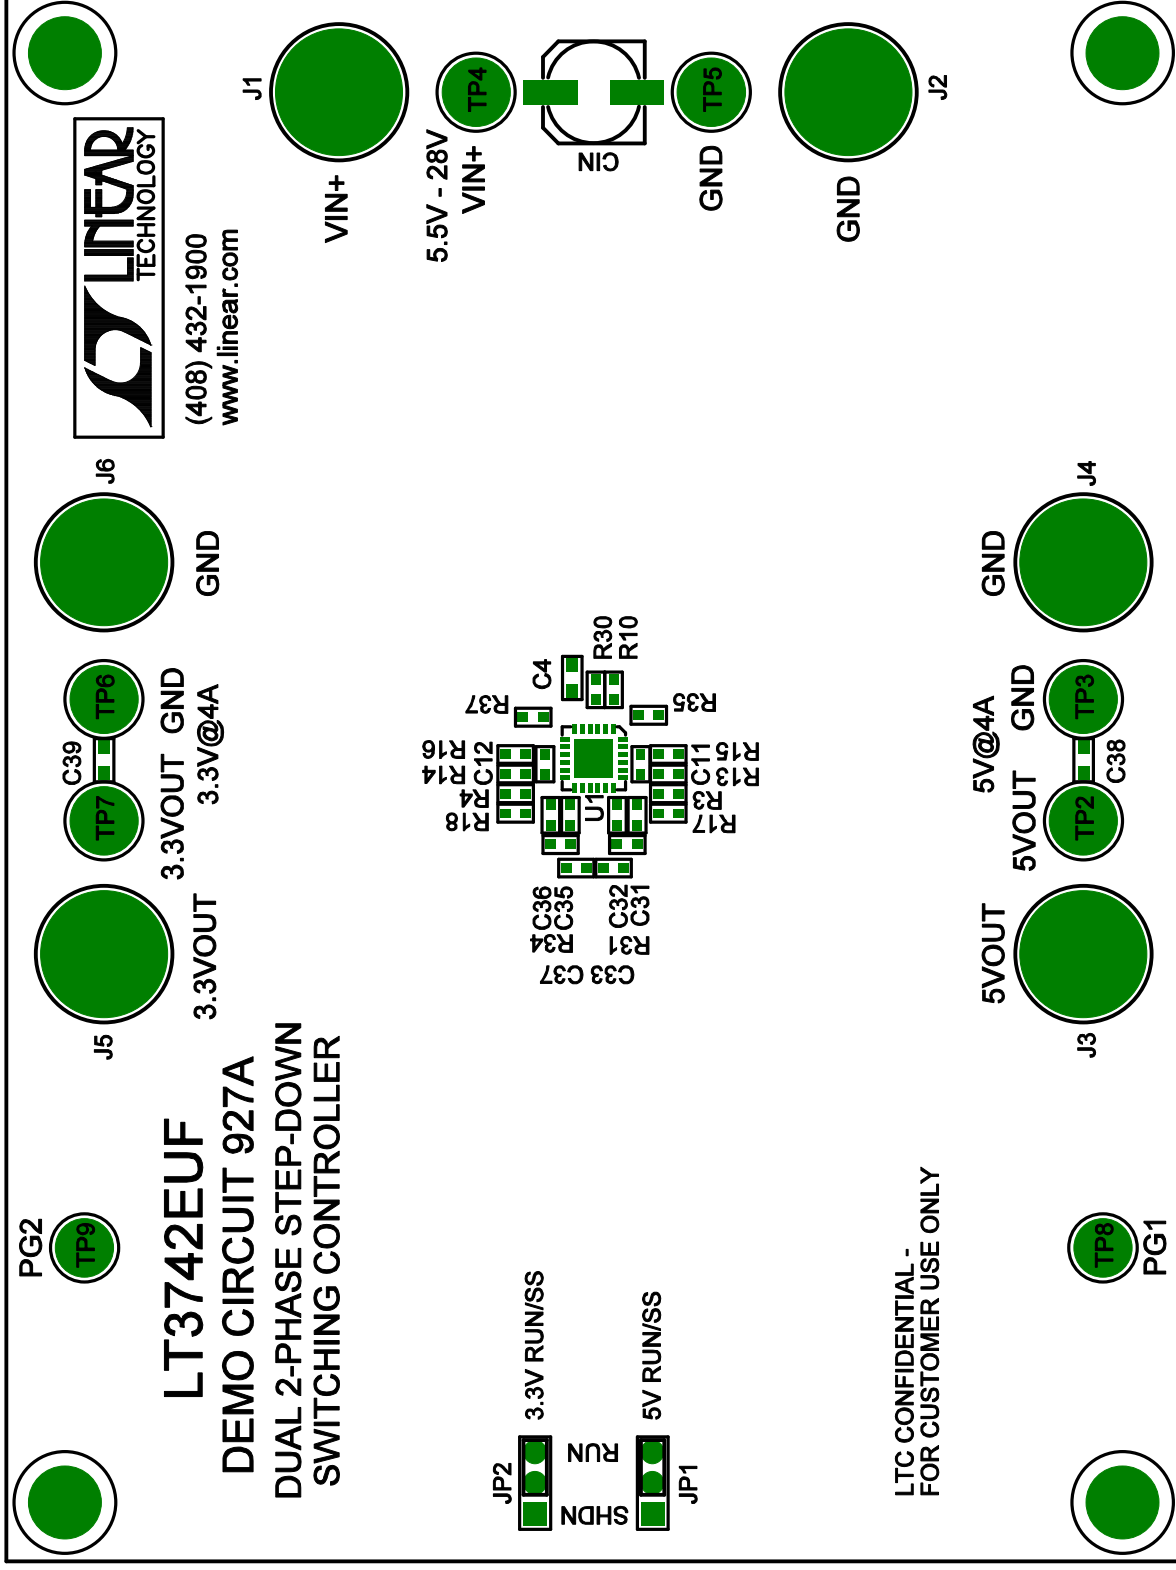 LINEAR
TECHNOLOGY
(408) 432-1900
www.linear.com
LT3742EUF
DEMO CIRCUIT 927A
DUAL 2-PHASE STEP-DOWN
SWITCHING CONTROLLER
PG2
TP9
J5
3.3VOUT
TP7
3.3VOUT
C39
TP6
GND
3.3V@4A
J6
GND
J1
VIN+
TP4
5.5V - 28V
VIN+
CIN
TP5
GND
J2
GND
R37
C4
R30
R10
R35
R16
R14
C12
R4
R18
U1
R15
R13
C11
R3
R17
C36
C35
R34
C37
C32
C31
R31
C33
3.3V RUN/SS
JP2
RUN
SHDN
5V RUN/SS
JP1
LTC CONFIDENTIAL -
FOR CUSTOMER USE ONLY
J3
5VOUT
5VOUT
TP2
C38
5V@4A
GND
TP3
J4
GND
TP8
PG1